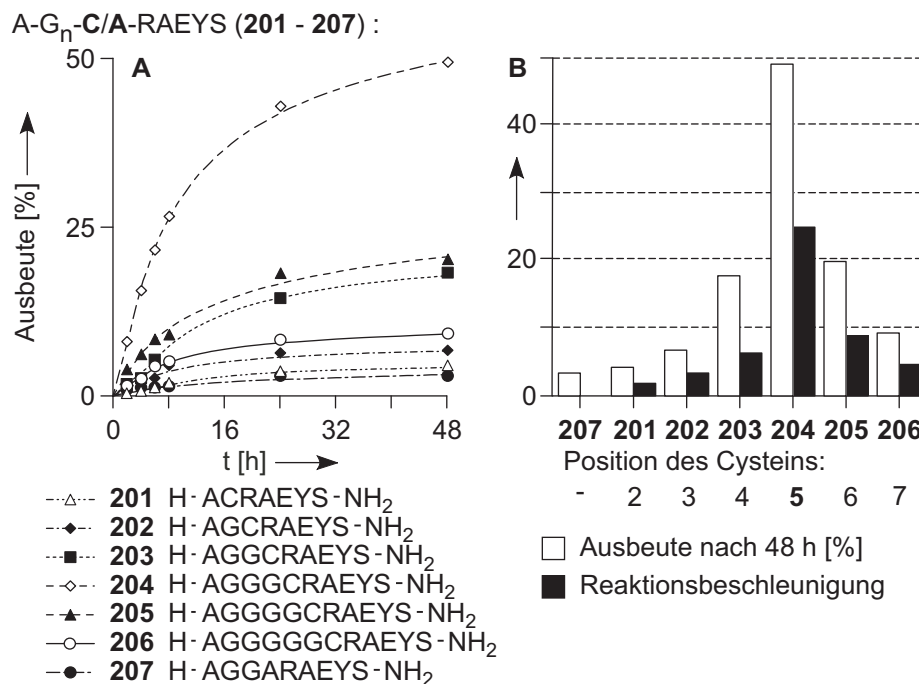 A-Gn-C/A-RAEYS (201 - 207) :
A
Ausbeute [%]
50
25
0
0 16 32 48
t [h]
B
40
20
0
207 201 202 203 204 205 206
Position des Cysteins:
- 2 3 4 5 6 7
Ausbeute nach 48 h [%]
Reaktionsbeschleunigung
201 H-ACRAEYS-NH2
202 H-AGCRAEYS-NH2
203 H-AGGCRAEYS-NH2
204 H-AGGGCRAEYS-NH2
205 H-AGGGGCRAEYS-NH2
206 H-AGGGGGCRAEYS-NH2
207 H-AGGARAEYS-NH2